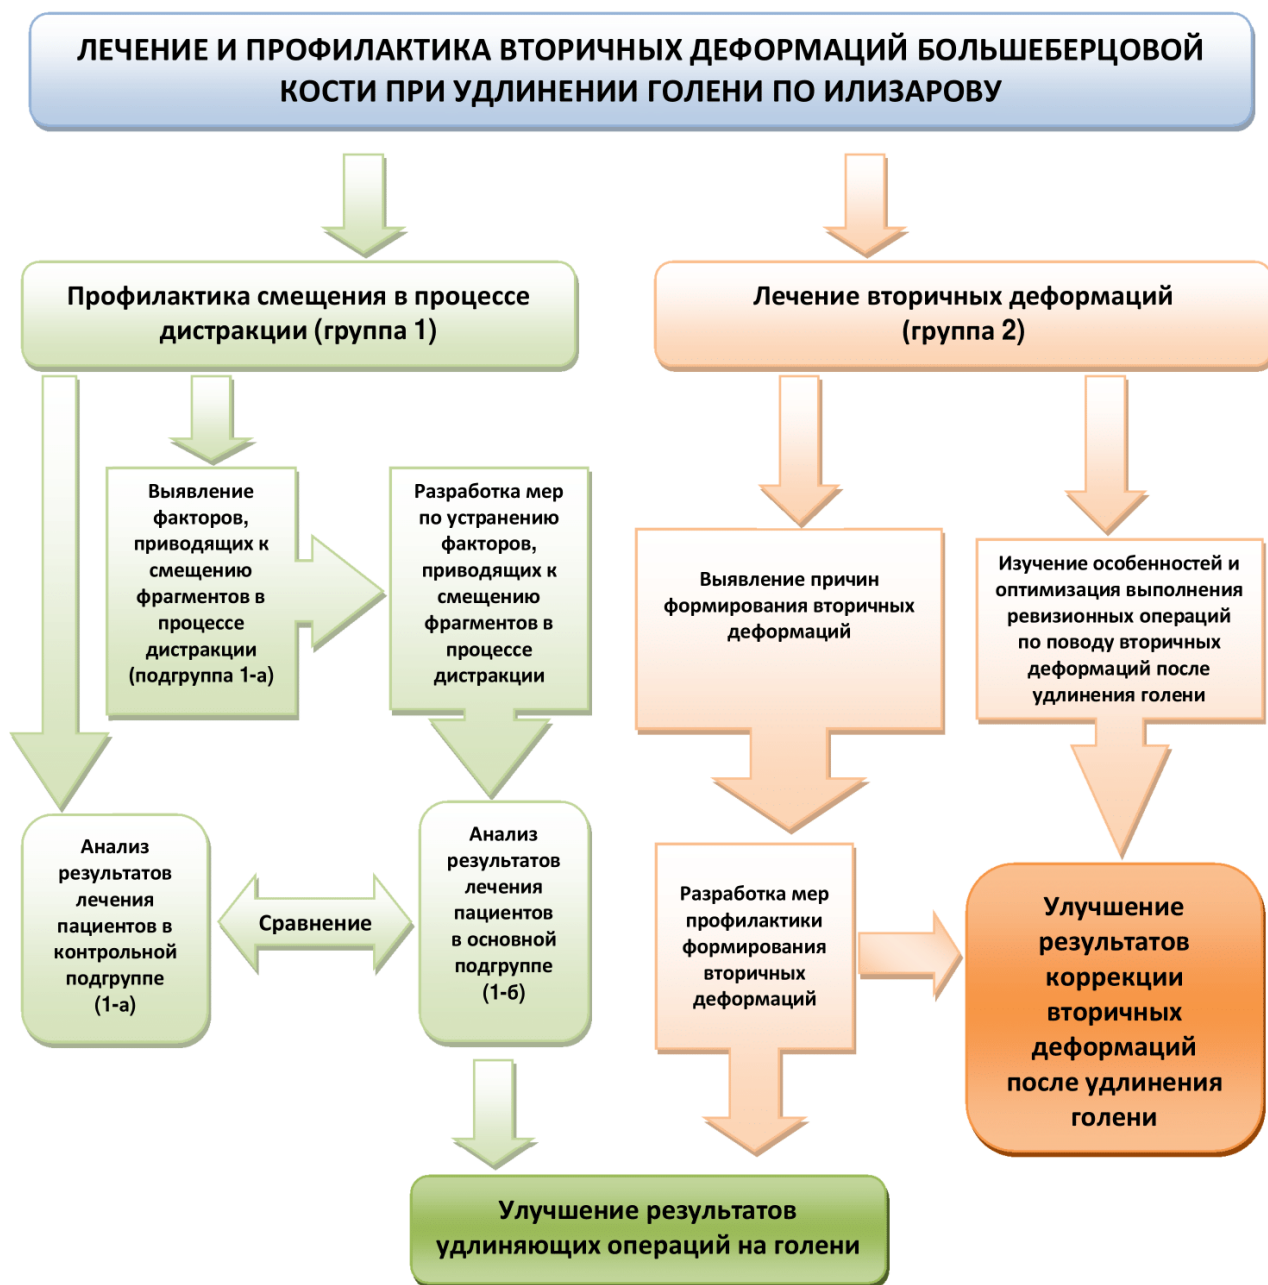 ЛЕЧЕНИЕ И ПРОФИЛАКТИКА ВТОРИЧНЫХ ДЕФОРМАЦИЙ БОЛЬШЕБЕРЦОВОЙ
КОСТИ ПРИ УДЛИНЕНИИ ГОЛЕНИ ПО ИЛИЗАРОВУ
Профилактика смещения в процессе
дистракции (группа 1)
Лечение вторичных деформаций
(группа 2)
Выявление
факторов,
приводящих к
смещению
фрагментов в
процессе
дистракции
(подгруппа 1-а)
Разработка мер
по устранению
факторов,
приводящих к
смещению
фрагментов в
процессе
дистракции
Выявление причин
формирования вторичных
деформаций
Изучение особенностей и
оптимизация выполнения
ревизионных операций
по поводу вторичных
деформаций после
удлинения голени
Анализ
результатов
лечения
пациентов в
контрольной
подгруппе
(1-а)
Сравнение
Анализ
результатов
лечения
пациентов
в основной
подгруппе
(1-б)
Разработка мер
профилактики
формирования
вторичных
деформаций
Улучшение
результатов
коррекции
вторичных
деформаций
после удлинения
голени
Улучшение результатов
удлиняющих операций на голени